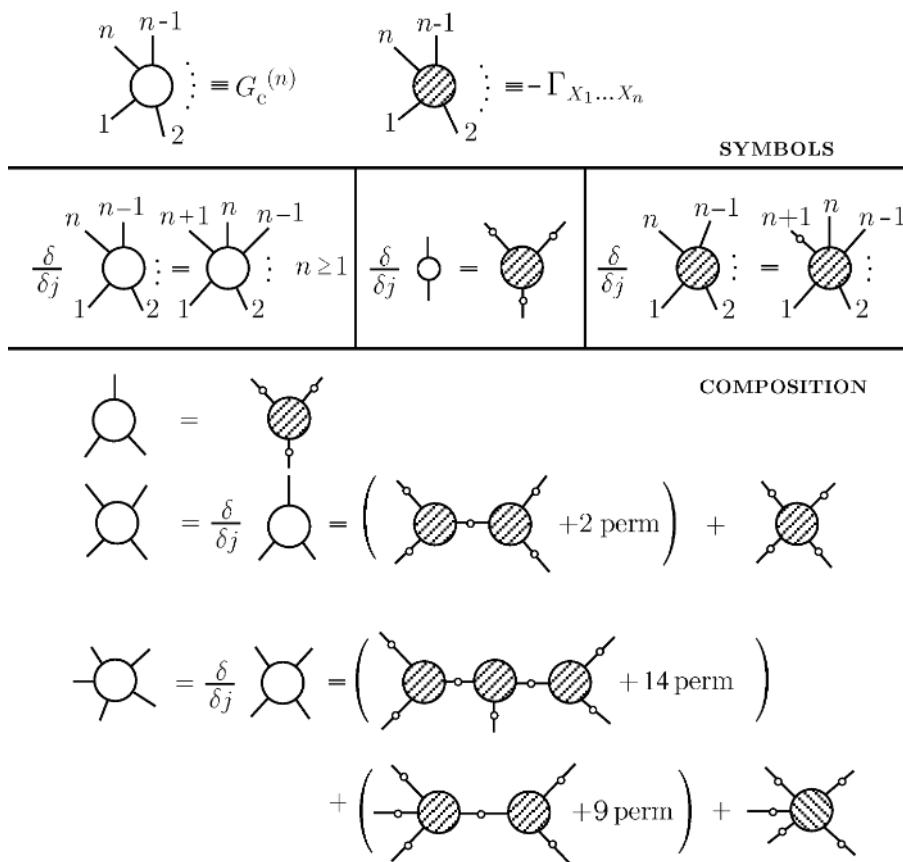 n n-1 n n-1
≡ G_c^(n) ≡ -Γ_{X_1...X_n}
1 2 1 2
SYMBOLS
n n-1 n+1 n n-1 n n-1 n+1 n n-1
δ/δj = n ≥ 1 δ/δj = δ/δj =
1 2 1 2 1 2 1 2
COMPOSITION
=
= δ/δj = ( +2 perm ) +
= δ/δj = ( + 14 perm )
+ ( +9 perm ) +